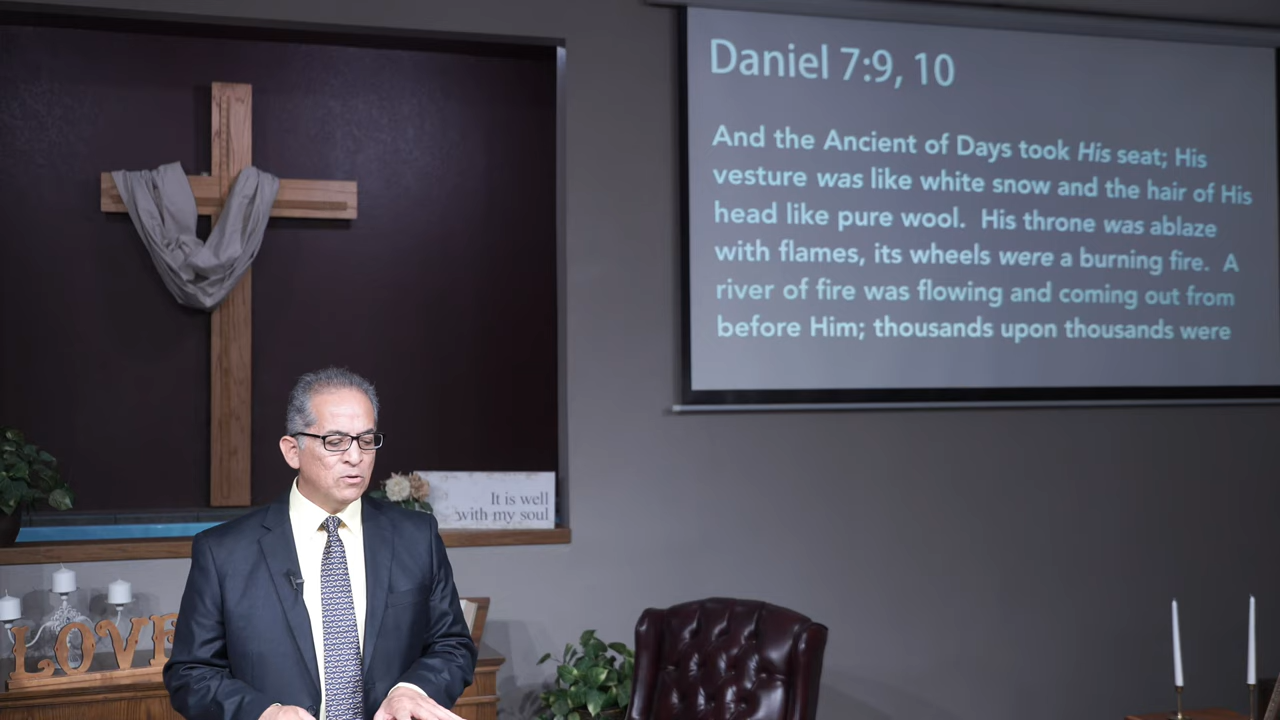 Daniel 7:9, 10
And the Ancient of Days took His seat; His
vesture was like white snow and the hair of His
head like pure wool. His throne was ablaze
with flames, its wheels were a burning fire. A
river of fire was flowing and coming out from
before Him; thousands upon thousands were
It is well
with my soul
LOVE